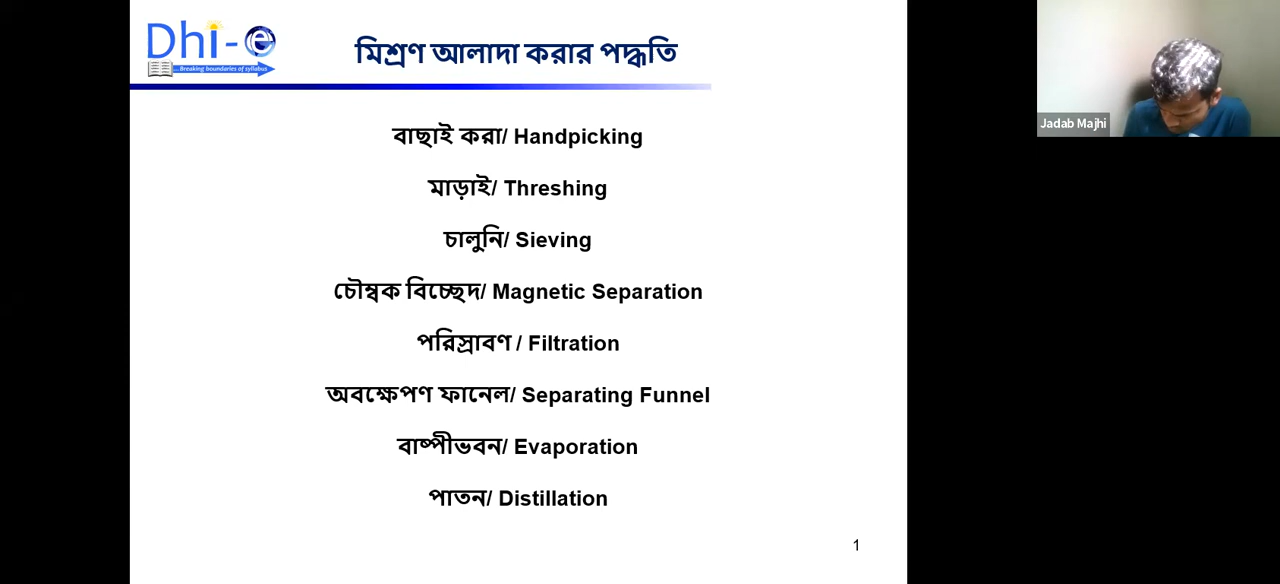 Dhi-e
...Breaking boundaries of syllabus
মিশ্রণ আলাদা করার পদ্ধতি
Jadab Majhi
বাছাই করা/ Handpicking
মাড়াই/ Threshing
চালুনি/ Sieving
চৌম্বক বিচ্ছেদ/ Magnetic Separation
পরিস্রাবণ / Filtration
অবক্ষেপণ ফানেল/ Separating Funnel
বাষ্পীভবন/ Evaporation
পাতন/ Distillation
1